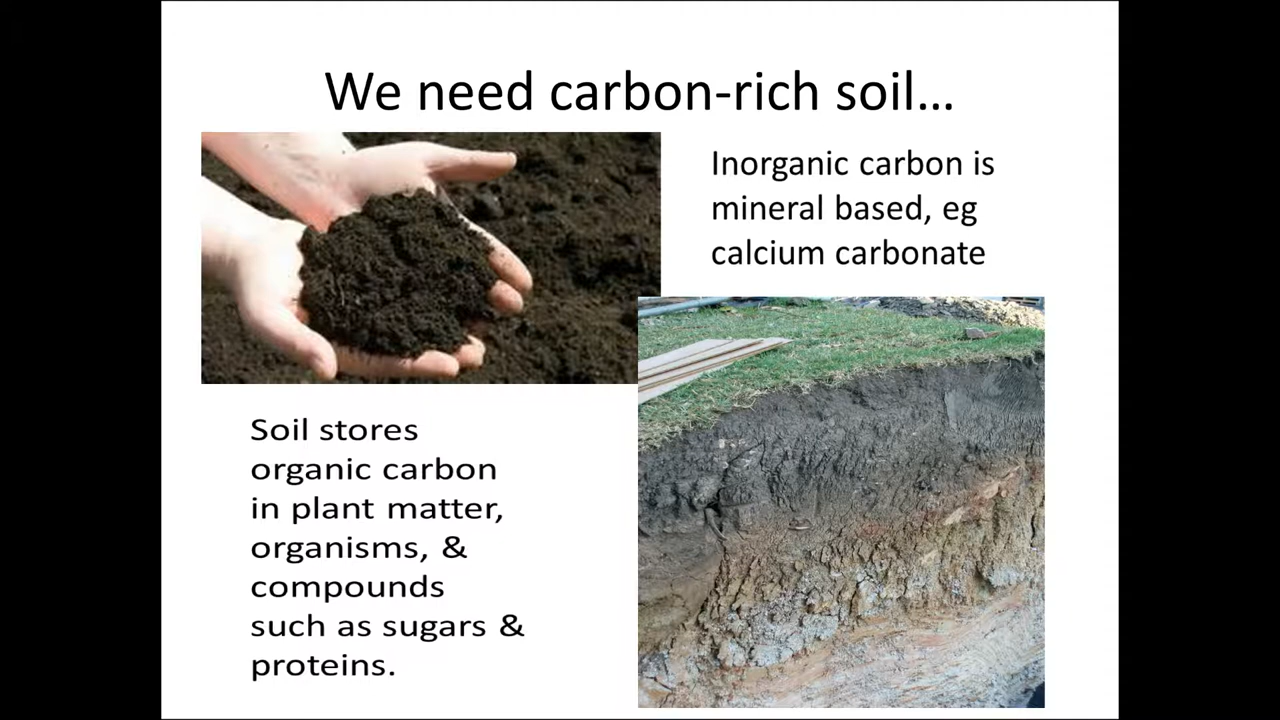 We need carbon-rich soil…
Inorganic carbon is
mineral based, eg
calcium carbonate
Soil stores
organic carbon
in plant matter,
organisms, &
compounds
such as sugars &
proteins.